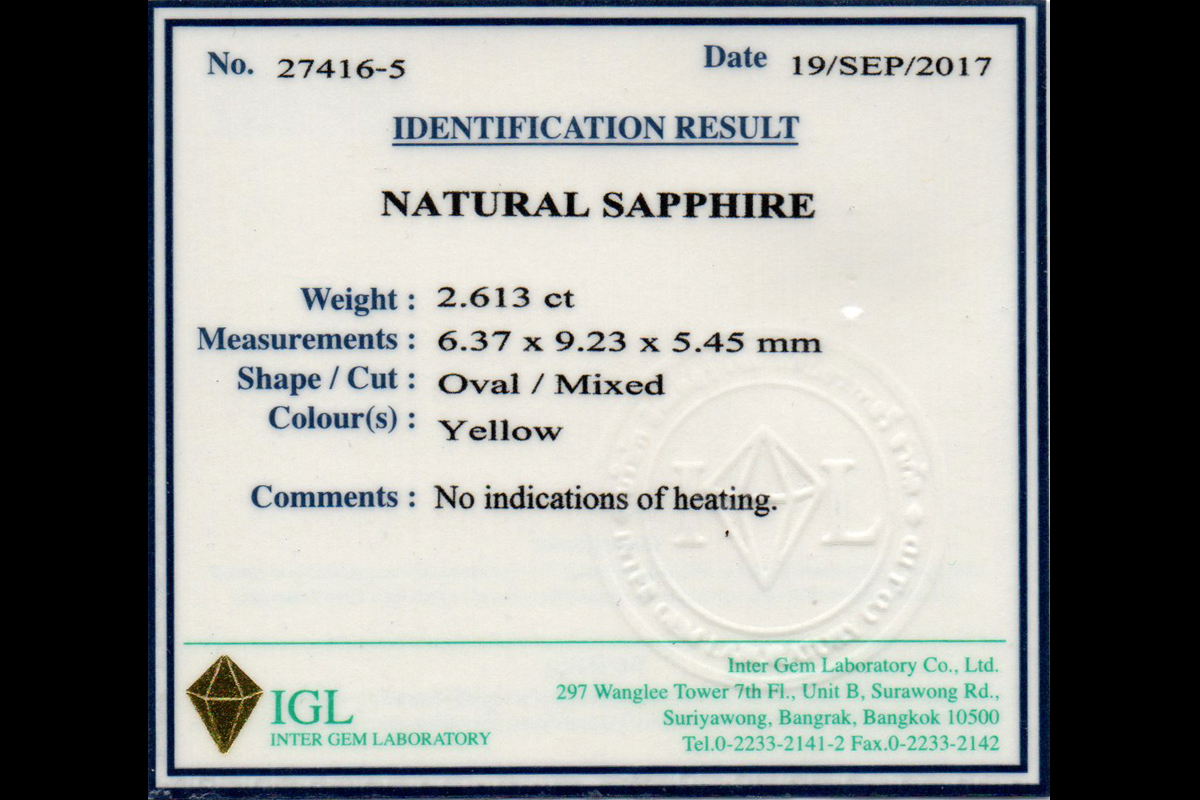 No. 27416-5
Date 19/SEP/2017
IDENTIFICATION RESULT
NATURAL SAPPHIRE
Weight : 2.613 ct
Measurements : 6.37 x 9.23 x 5.45 mm
Shape / Cut : Oval / Mixed
Colour(s) : Yellow
Comments : No indications of heating.
I L
IGL
INTER GEM LABORATORY
Inter Gem Laboratory Co., Ltd.
297 Wanglee Tower 7th Fl., Unit B, Surawong Rd.,
Suriyawong, Bangrak, Bangkok 10500
Tel.0-2233-2141-2 Fax.0-2233-2142